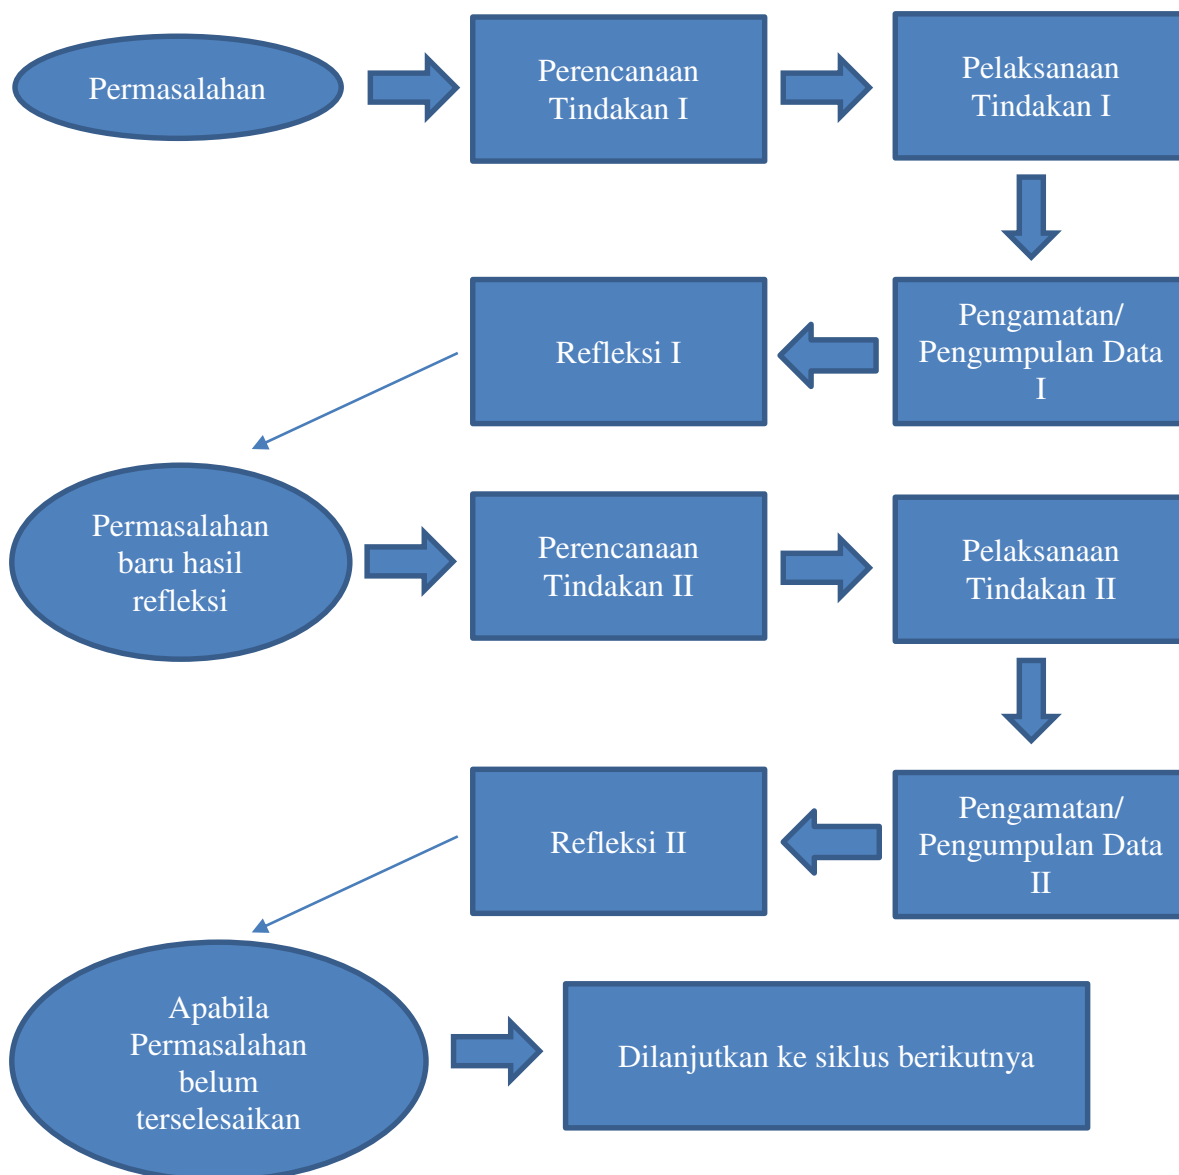 Permasalahan
Perencanaan
Tindakan I
Pelaksanaan
Tindakan I
Refleksi I
Pengamatan/
Pengumpulan Data
I
Permasalahan
baru hasil
refleksi
Perencanaan
Tindakan II
Pelaksanaan
Tindakan II
Refleksi II
Pengamatan/
Pengumpulan Data
II
Apabila
Permasalahan
belum
terselesaikan
Dilanjutkan ke siklus berikutnya